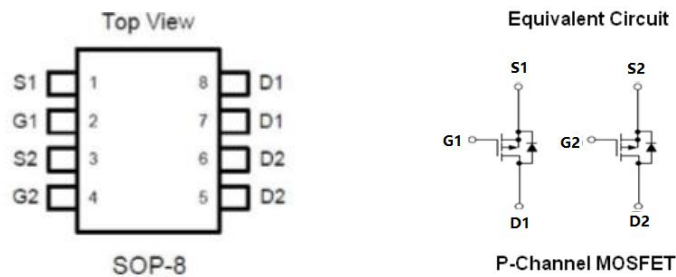 Top View
S1 1 8 D1
G1 2 7 D1
S2 3 6 D2
G2 4 5 D2
SOP-8
Equivalent Circuit
S1 S2
G1 G2
D1 D2
P-Channel MOSFET